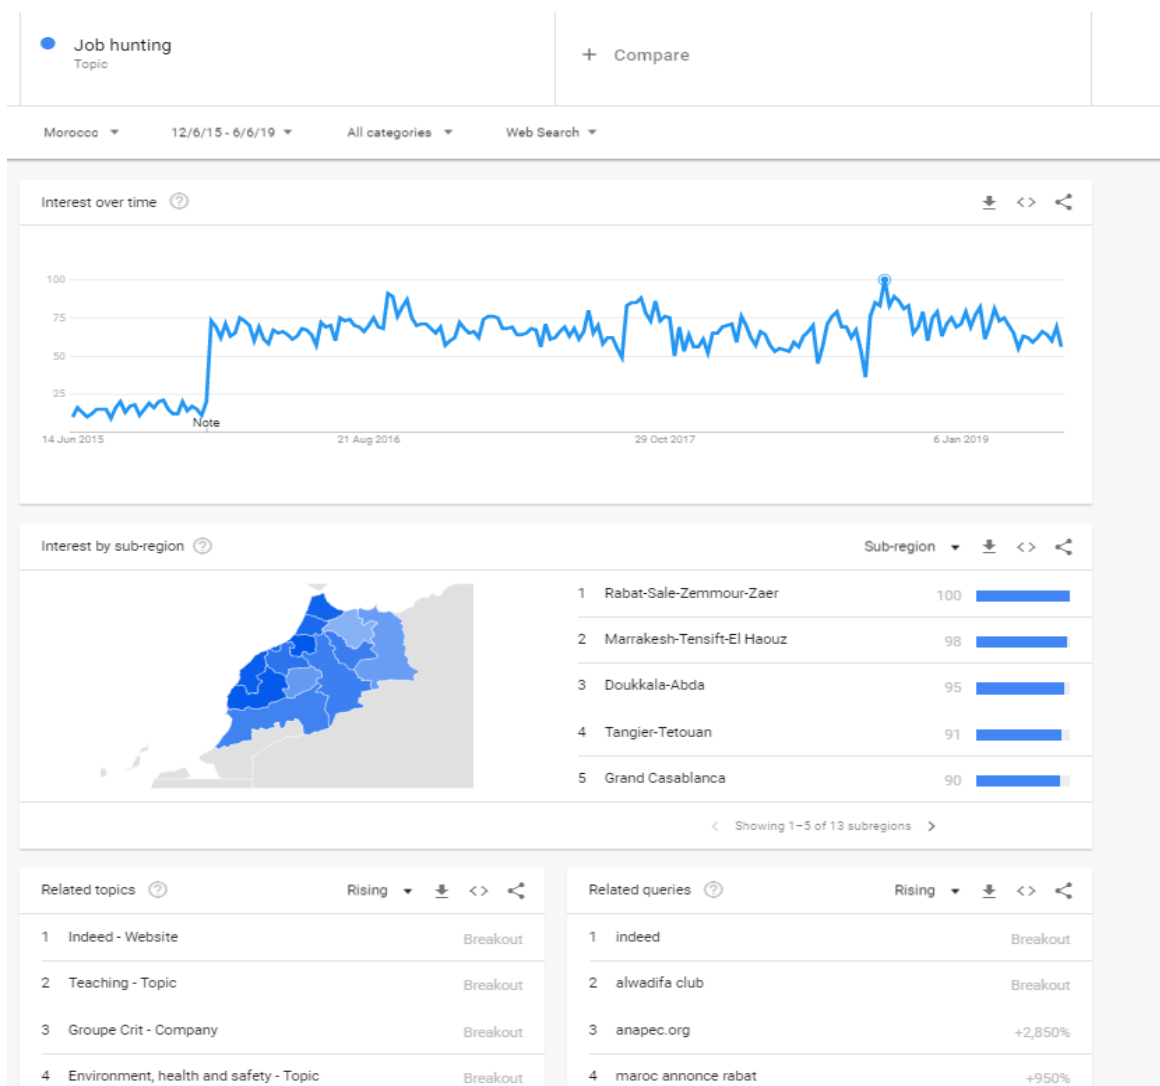 Job hunting
Topic
+ Compare
Morocco 12/6/15 - 6/6/19 All categories Web Search
Interest over time ?
100
75
50
25
Note
14 Jun 2015 21 Aug 2016 29 Oct 2017 6 Jan 2019
Interest by sub-region ? Sub-region
1 Rabat-Sale-Zemmour-Zaer 100
2 Marrakesh-Tensift-El Haouz 98
3 Doukkala-Abda 95
4 Tangier-Tetouan 91
5 Grand Casablanca 90
Showing 1–5 of 13 subregions
Related topics ? Rising
1 Indeed - Website Breakout
2 Teaching - Topic Breakout
3 Groupe Crit - Company Breakout
4 Environment, health and safety - Topic Breakout
Related queries ? Rising
1 indeed Breakout
2 alwadifa club Breakout
3 anapec.org +2,850%
4 maroc annonce rabat +950%